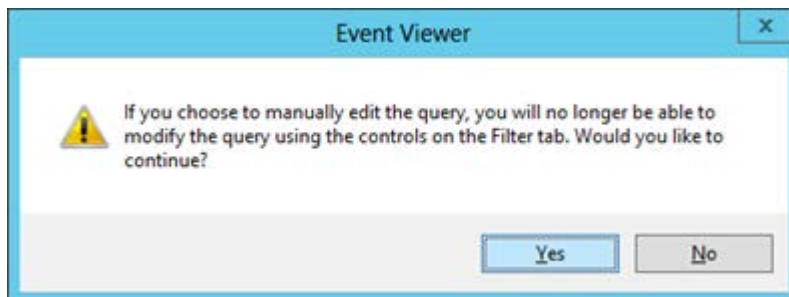 Event Viewer
x
If you choose to manually edit the query, you will no longer be able to
modify the query using the controls on the Filter tab. Would you like to
continue?
Yes
No